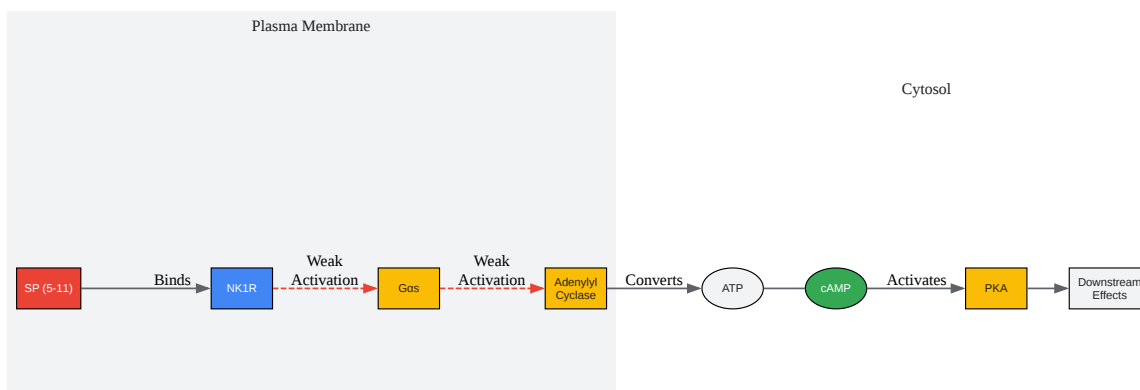 Plasma Membrane
Cytosol
SP (5-11)
Binds
NK1R
Weak
Activation
Gαs
Weak
Activation
Adenylyl
Cyclase
Converts
ATP
cAMP
Activates
PKA
Downstream
Effects